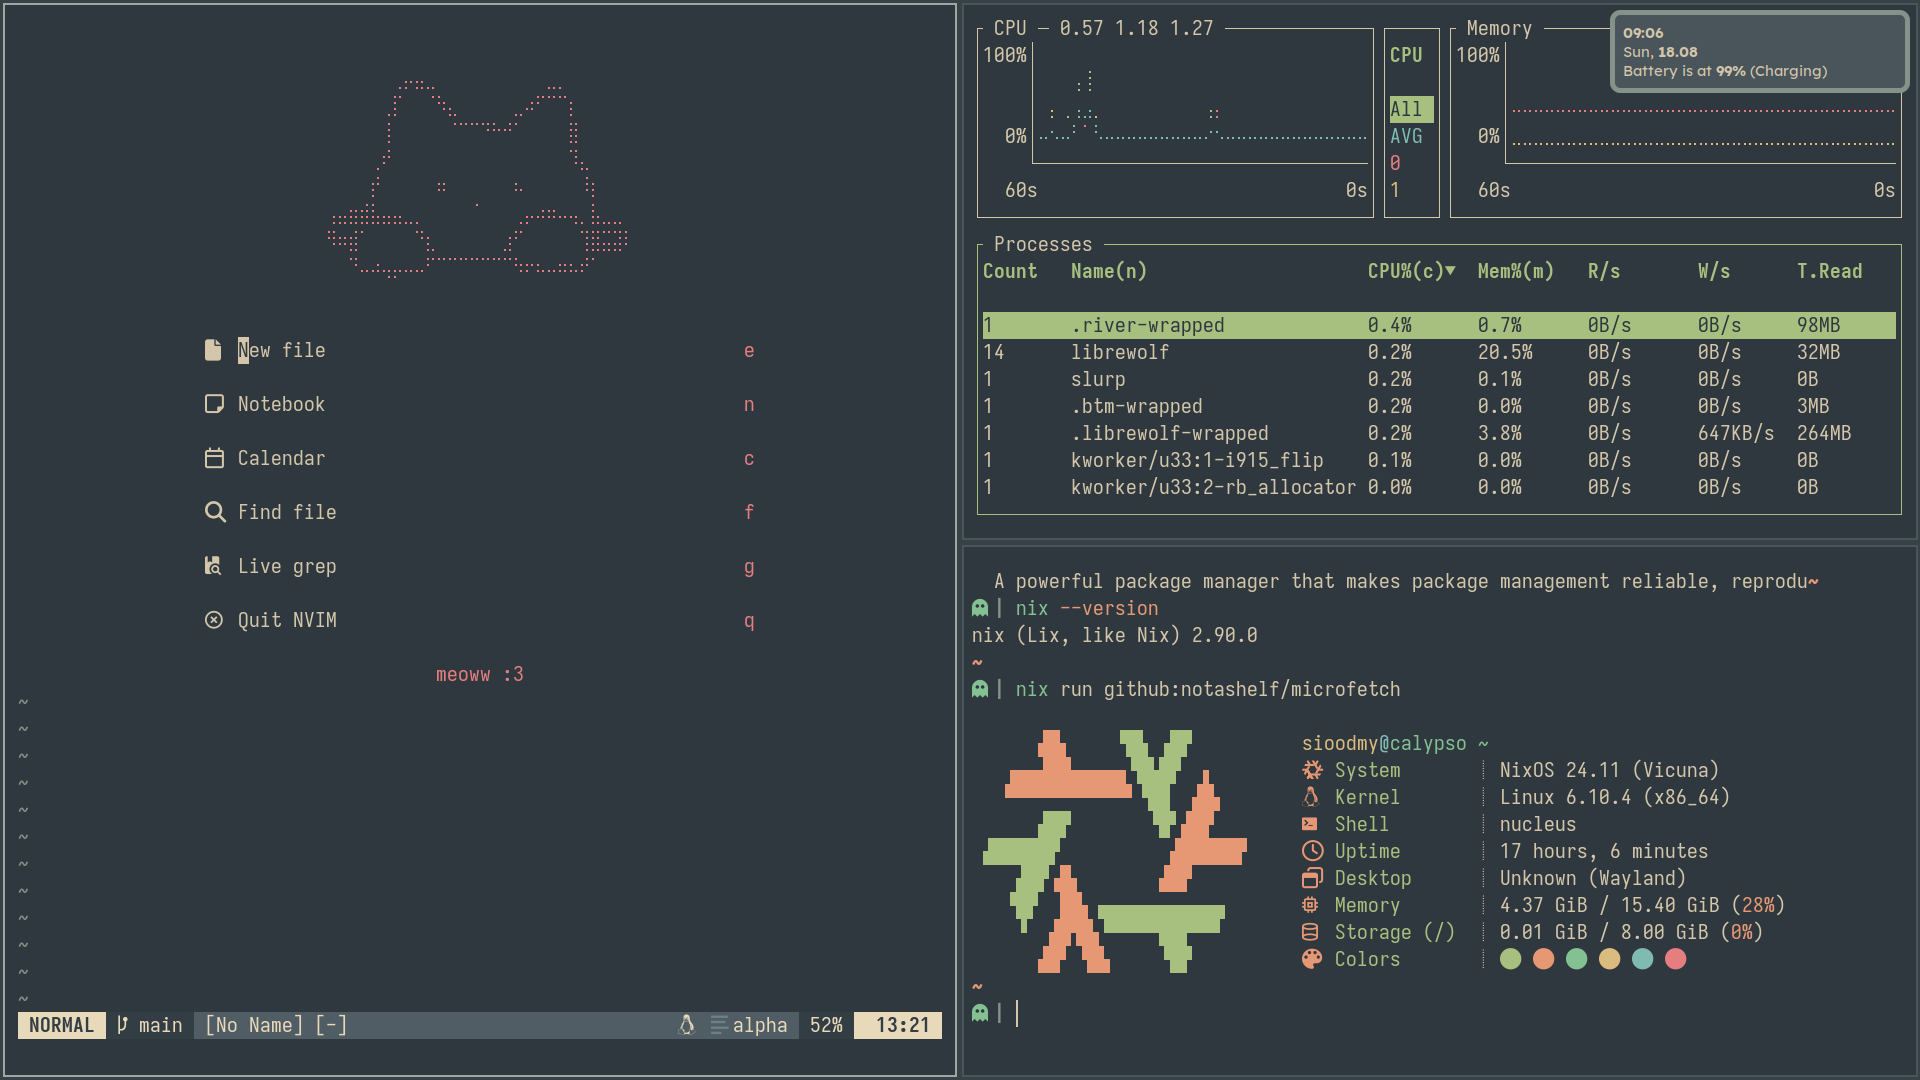 New file e
Notebook n
Calendar c
Find file f
Live grep g
Quit NVIM q
meoww :3
~
~
~
~
~
~
~
~
~
~
~
~
NORMAL main [No Name] [-] alpha 52% 13:21
CPU — 0.57 1.18 1.27
100%
0%
60s 0s
CPU
All
AVG
0
1
Memory
100%
0%
60s 0s
09:06
Sun, 18.08
Battery is at 99% (Charging)
Processes
Count Name(n) CPU%(c)▼ Mem%(m) R/s W/s T.Read
1 .river-wrapped 0.4% 0.7% 0B/s 0B/s 98MB
14 librewolf 0.2% 20.5% 0B/s 0B/s 32MB
1 slurp 0.2% 0.1% 0B/s 0B/s 0B
1 .btm-wrapped 0.2% 0.0% 0B/s 0B/s 3MB
1 .librewolf-wrapped 0.2% 3.8% 0B/s 647KB/s 264MB
1 kworker/u33:1-i915_flip 0.1% 0.0% 0B/s 0B/s 0B
1 kworker/u33:2-rb_allocator 0.0% 0.0% 0B/s 0B/s 0B
A powerful package manager that makes package management reliable, reprodu~
| nix --version
nix (Lix, like Nix) 2.90.0
~
| nix run github:notashelf/microfetch
sioodmy@calypso ~
System NixOS 24.11 (Vicuna)
Kernel Linux 6.10.4 (x86_64)
Shell nucleus
Uptime 17 hours, 6 minutes
Desktop Unknown (Wayland)
Memory 4.37 GiB / 15.40 GiB (28%)
Storage (/) 0.01 GiB / 8.00 GiB (0%)
Colors
~
|